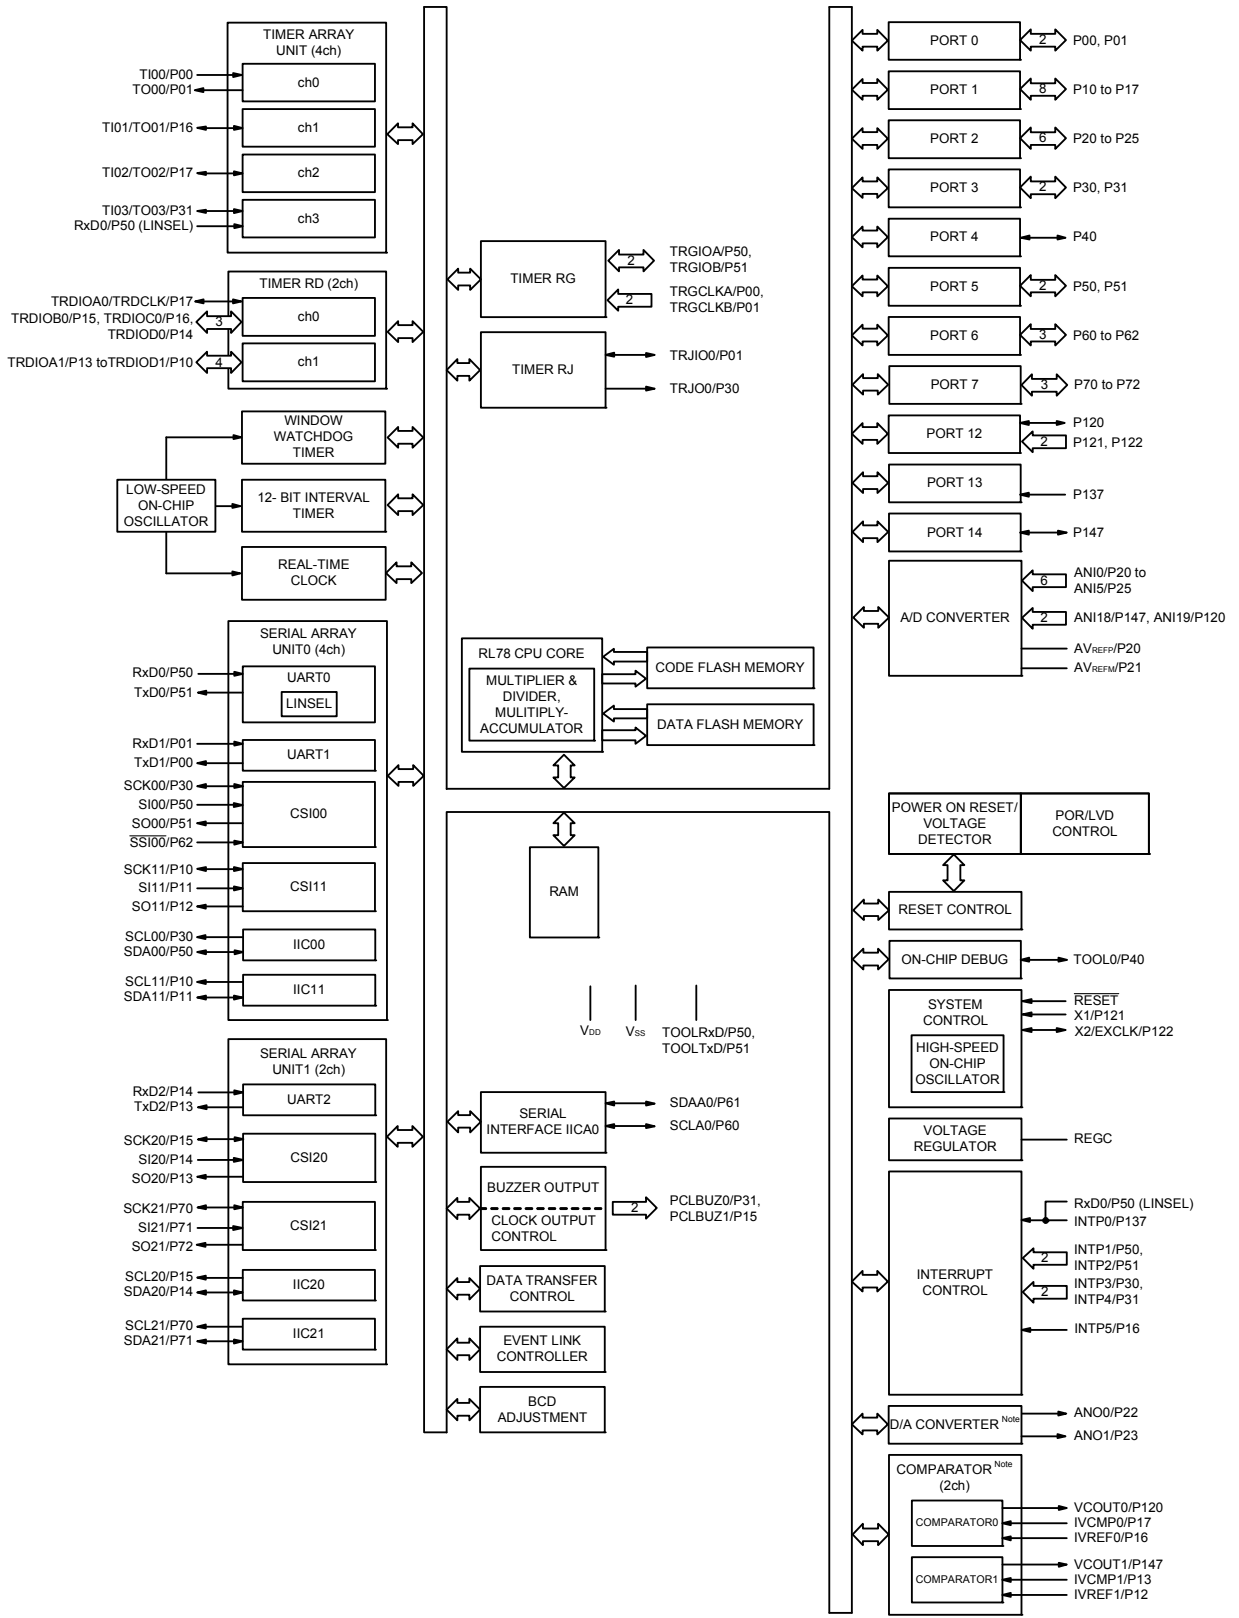 TIMER ARRAY
UNIT (4ch)
TI00/P00
TO00/P01
ch0
TI01/TO01/P16
ch1
TI02/TO02/P17
ch2
TI03/TO03/P31
RxD0/P50 (LINSEL)
ch3
TIMER RD (2ch)
TRDIOA0/TRDCLK/P17
TRDIOB0/P15, TRDIOC0/P16,
TRDIOD0/P14
3
ch0
TRDIOA1/P13 toTRDIOD1/P10
4
ch1
WINDOW
WATCHDOG
TIMER
LOW-SPEED
ON-CHIP
OSCILLATOR
12- BIT INTERVAL
TIMER
REAL-TIME
CLOCK
SERIAL ARRAY
UNIT0 (4ch)
RxD0/P50
TxD0/P51
UART0
LINSEL
RxD1/P01
TxD1/P00
UART1
SCK00/P30
SI00/P50
SO00/P51
SSI00/P62
CSI00
SCK11/P10
SI11/P11
SO11/P12
CSI11
SCL00/P30
SDA00/P50
IIC00
SCL11/P10
SDA11/P11
IIC11
SERIAL ARRAY
UNIT1 (2ch)
RxD2/P14
TxD2/P13
UART2
SCK20/P15
SI20/P14
SO20/P13
CSI20
SCK21/P70
SI21/P71
SO21/P72
CSI21
SCL20/P15
SDA20/P14
IIC20
SCL21/P70
SDA21/P71
IIC21
TIMER RG
2
TRGIOA/P50,
TRGIOB/P51
2
TRGCLKA/P00,
TRGCLKB/P01
TIMER RJ
TRJIO0/P01
TRJO0/P30
RL78 CPU CORE
MULTIPLIER &
DIVIDER,
MULITIPLY-
ACCUMULATOR
CODE FLASH MEMORY
DATA FLASH MEMORY
RAM
VDD
VSS
TOOLRxD/P50,
TOOLTxD/P51
SERIAL
INTERFACE IICA0
SDAA0/P61
SCLA0/P60
BUZZER OUTPUT
CLOCK OUTPUT
CONTROL
2
PCLBUZ0/P31,
PCLBUZ1/P15
DATA TRANSFER
CONTROL
EVENT LINK
CONTROLLER
BCD
ADJUSTMENT
PORT 0
2
P00, P01
PORT 1
8
P10 to P17
PORT 2
6
P20 to P25
PORT 3
2
P30, P31
PORT 4
P40
PORT 5
2
P50, P51
PORT 6
3
P60 to P62
PORT 7
3
P70 to P72
PORT 12
P120
2
P121, P122
PORT 13
P137
PORT 14
P147
A/D CONVERTER
6
ANI0/P20 to
ANI5/P25
2
ANI18/P147, ANI19/P120
AVREFP/P20
AVREFM/P21
POWER ON RESET/
VOLTAGE
DETECTOR
POR/LVD
CONTROL
RESET CONTROL
ON-CHIP DEBUG
TOOL0/P40
SYSTEM
CONTROL
HIGH-SPEED
ON-CHIP
OSCILLATOR
RESET
X1/P121
X2/EXCLK/P122
VOLTAGE
REGULATOR
REGC
INTERRUPT
CONTROL
RxD0/P50 (LINSEL)
INTP0/P137
2
INTP1/P50,
INTP2/P51
2
INTP3/P30,
INTP4/P31
INTP5/P16
D/A CONVERTER Note
ANO0/P22
ANO1/P23
COMPARATOR Note
(2ch)
COMPARATOR0
VCOUT0/P120
IVCMP0/P17
IVREF0/P16
COMPARATOR1
VCOUT1/P147
IVCMP1/P13
IVREF1/P12